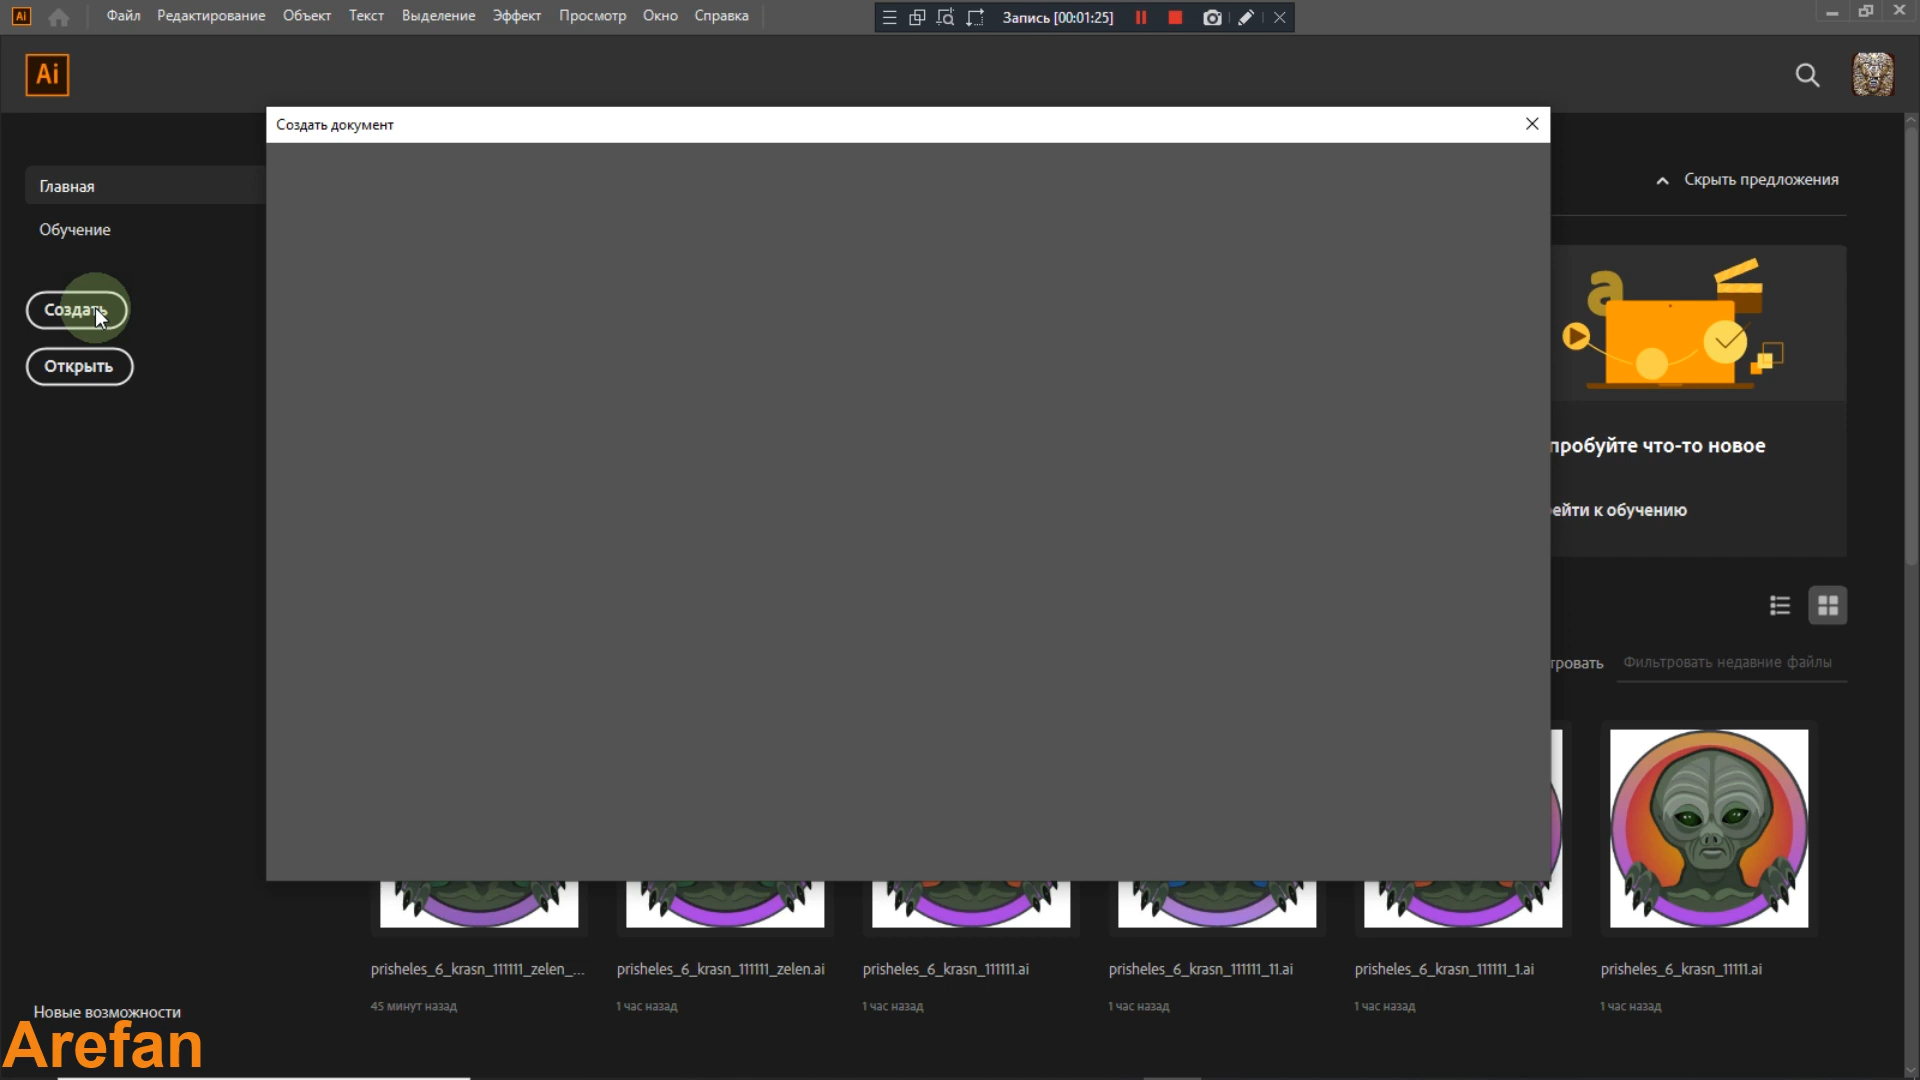 Ai Файл Редактирование Объект Текст Выделение Эффект Просмотр Окно Справка Запись [00:01:25]
Ai
Создать документ
Главная
Скрыть предложения
Обучение
a
Создать
Открыть
пробуйте что-то новое
ейти к обучению
тровать Фильтровать недавние файлы
prisheles_6_krasn_111111_zelen_... prisheles_6_krasn_111111_zelen.ai prisheles_6_krasn_111111.ai prisheles_6_krasn_111111_11.ai prisheles_6_krasn_111111_1.ai prisheles_6_krasn_11111.ai
45 минут назад 1 час назад 1 час назад 1 час назад 1 час назад 1 час назад
Новые возможности
Arefan